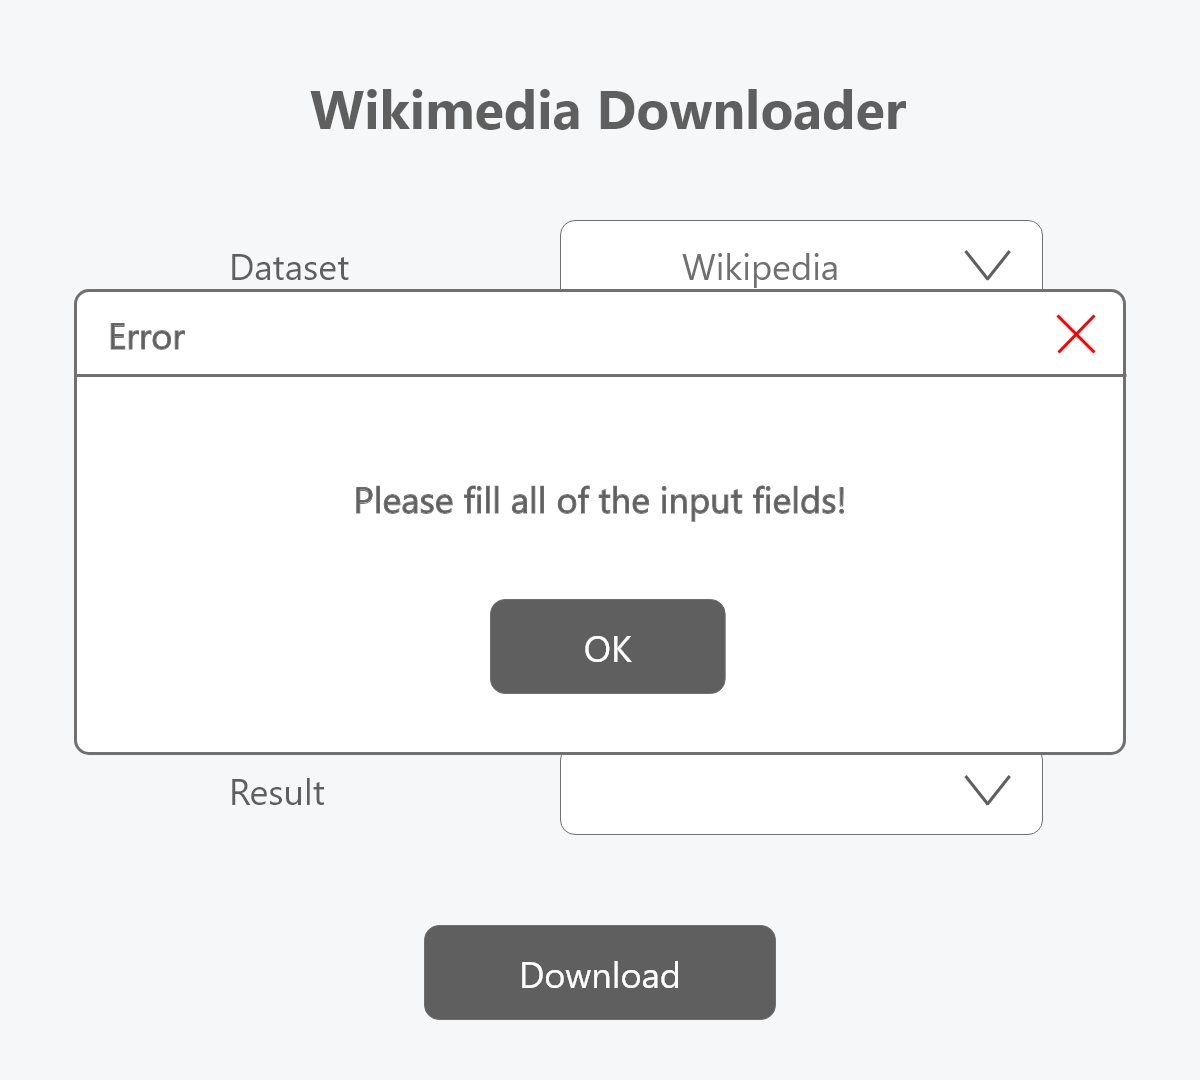 Wikimedia Downloader
Dataset
Wikipedia
Error
Please fill all of the input fields!
OK
Result
Download